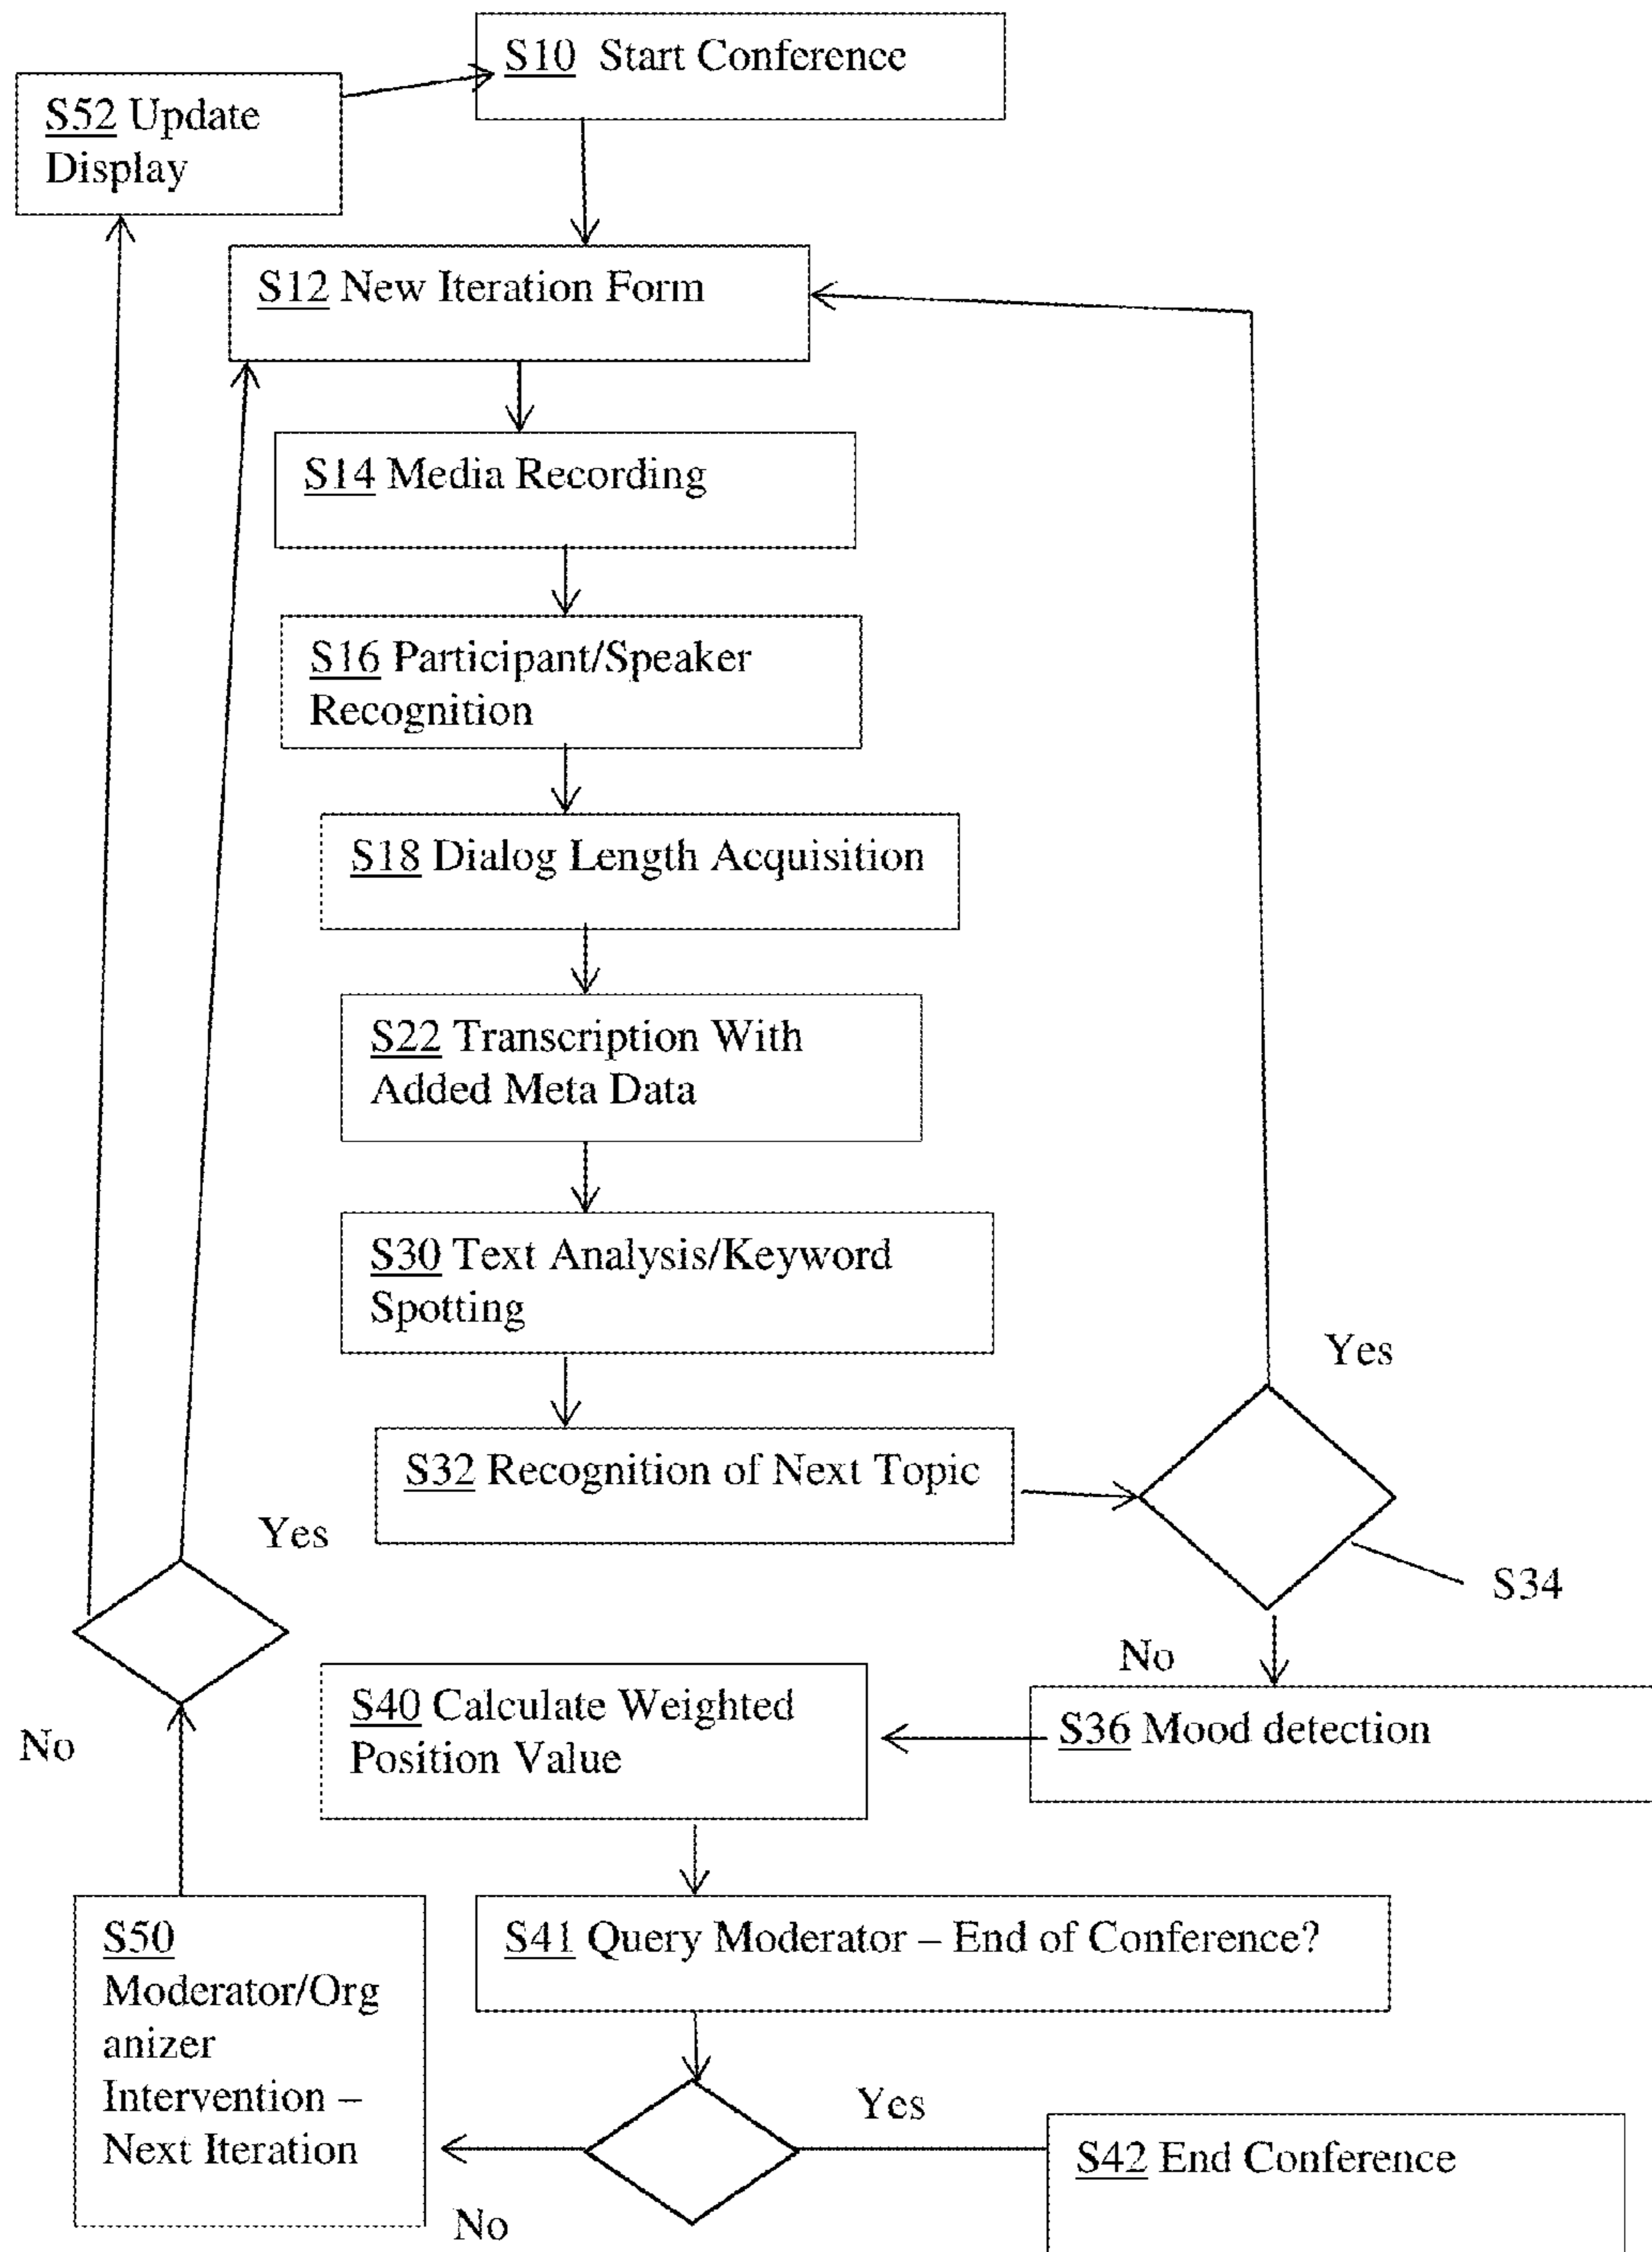 S10 Start Conference
S52 Update
Display
S12 New Iteration Form
S14 Media Recording
S16 Participant/Speaker
Recognition
S18 Dialog Length Acquisition
S22 Transcription With
Added Meta Data
S30 Text Analysis/Keyword
Spotting
Yes
S32 Recognition of Next Topic
Yes
S34
No
S40 Calculate Weighted
Position Value
S36 Mood detection
No
S50
Moderator/Org
anizer
Intervention –
Next Iteration
S41 Query Moderator – End of Conference?
Yes
S42 End Conference
No